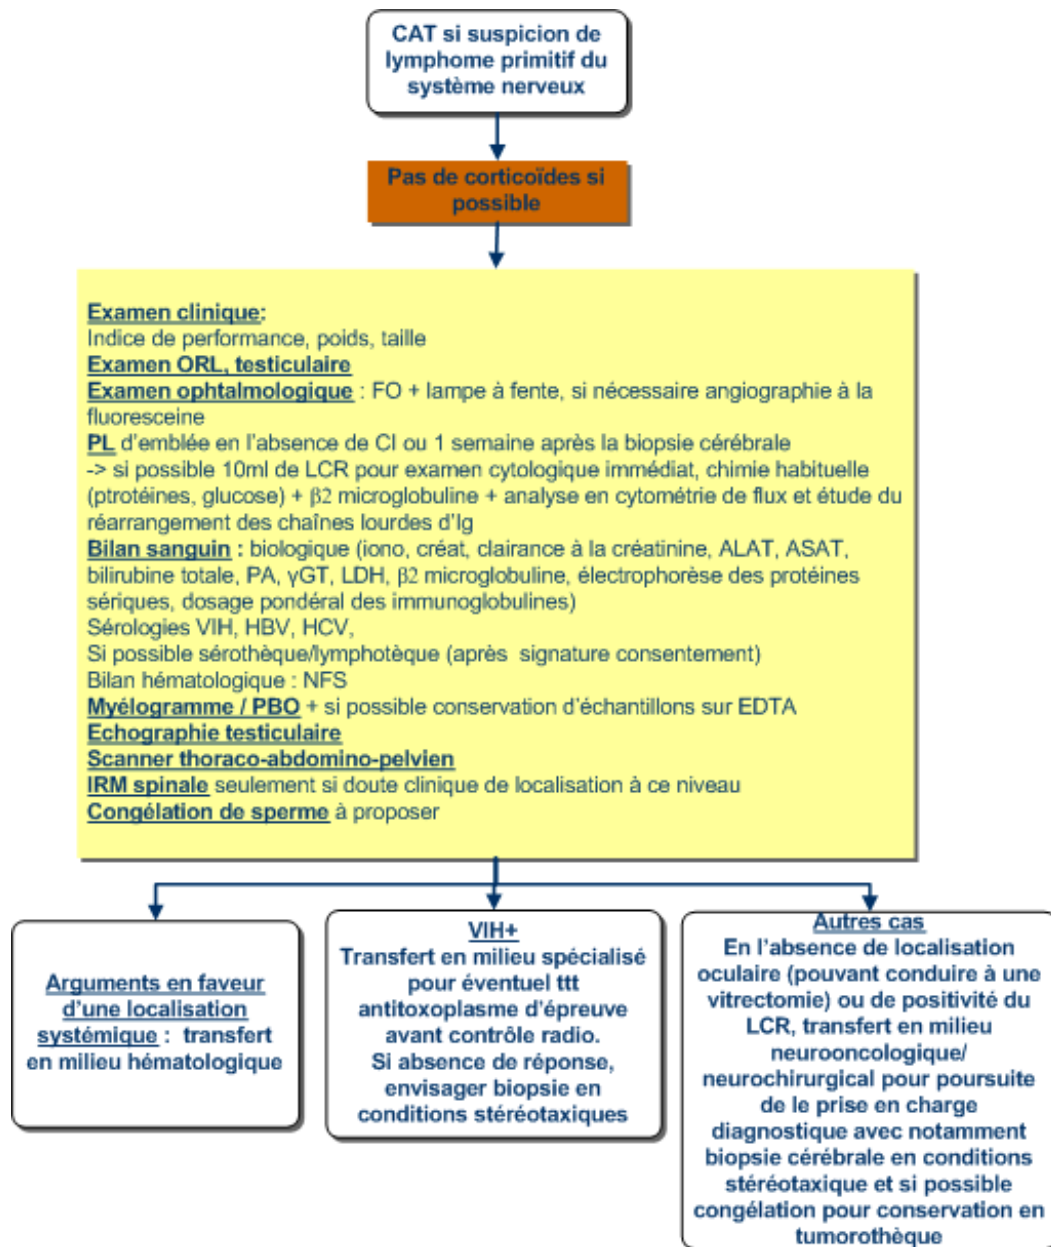 CAT si suspicion de
lymphome primitif du
système nerveux
Pas de corticoïdes si
possible
Examen clinique:
Indice de performance, poids, taille
Examen ORL, testiculaire
Examen ophtalmologique : FO + lampe à fente, si nécessaire angiographie à la
fluoresceine
PL d'emblée en l'absence de CI ou 1 semaine après la biopsie cérébrale
-> si possible 10ml de LCR pour examen cytologique immédiat, chimie habituelle
(ptrotéines, glucose) + β2 microglobuline + analyse en cytométrie de flux et étude du
réarrangement des chaînes lourdes d'Ig
Bilan sanguin : biologique (iono, créat, clairance à la créatinine, ALAT, ASAT,
bilirubine totale, PA, γGT, LDH, β2 microglobuline, électrophorèse des protéines
sériques, dosage pondéral des immunoglobulines)
Sérologies VIH, HBV, HCV,
Si possible sérothèque/lymphotèque (après signature consentement)
Bilan hématologique : NFS
Myélogramme / PBO + si possible conservation d'échantillons sur EDTA
Echographie testiculaire
Scanner thoraco-abdomino-pelvien
IRM spinale seulement si doute clinique de localisation à ce niveau
Congélation de sperme à proposer
Arguments en faveur
d'une localisation
systémique : transfert
en milieu hématologique
VIH+
Transfert en milieu spécialisé
pour éventuel ttt
antitoxoplasme d'épreuve
avant contrôle radio.
Si absence de réponse,
envisager biopsie en
conditions stéréotaxiques
Autres cas
En l'absence de localisation
oculaire (pouvant conduire à une
vitrectomie) ou de positivité du
LCR, transfert en milieu
neurooncologique/
neurochirurgical pour poursuite
de le prise en charge
diagnostique avec notamment
biopsie cérébrale en conditions
stéréotaxique et si possible
congélation pour conservation en
tumorothèque